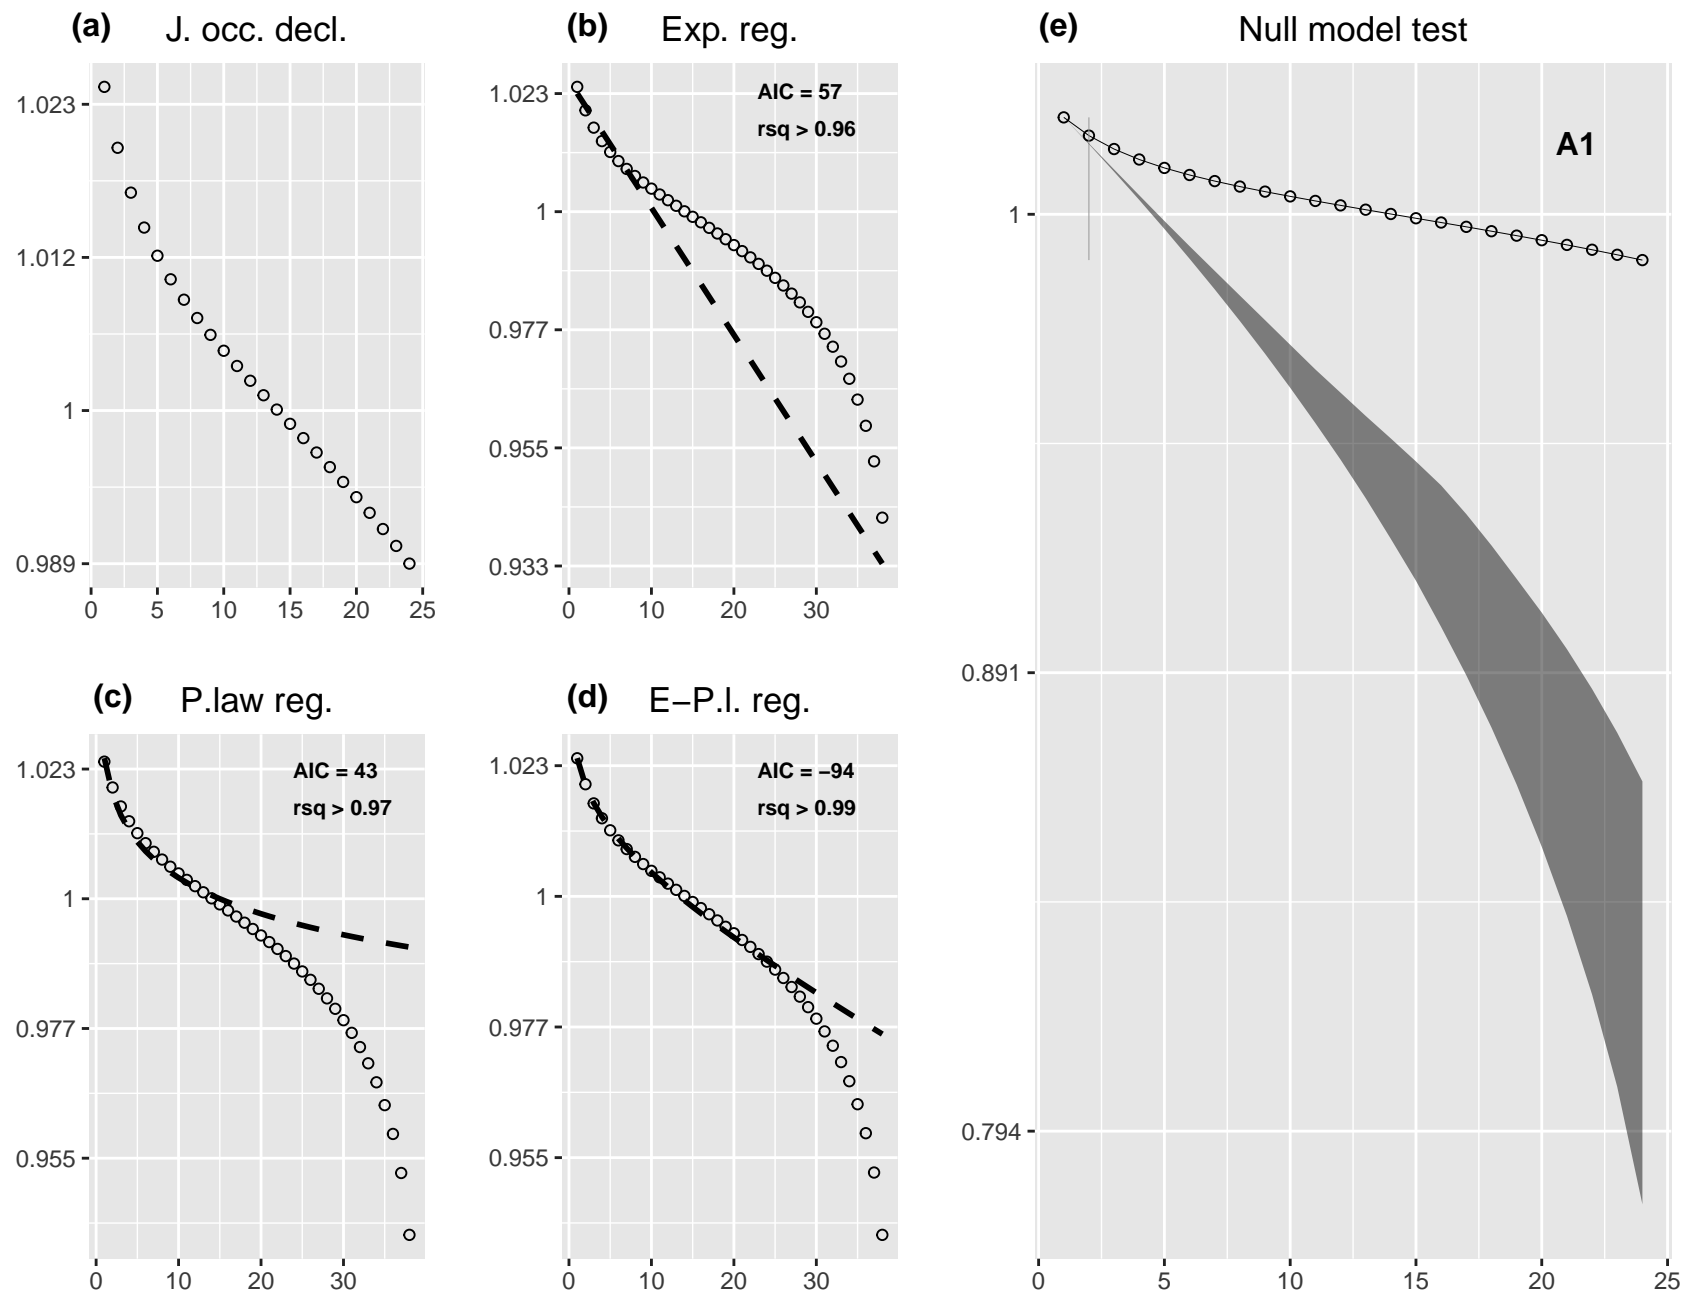 (a) J. occ. decl.
1.023
1.012
1
0.989
0 5 10 15 20 25
(b) Exp. reg.
AIC = 57
rsq > 0.96
1.023
1
0.977
0.955
0.933
0 10 20 30
(c) P.law reg.
AIC = 43
rsq > 0.97
1.023
1
0.977
0.955
0 10 20 30
(d) E−P.l. reg.
AIC = −94
rsq > 0.99
1.023
1
0.977
0.955
0 10 20 30
(e) Null model test
A1
1
0.891
0.794
0 5 10 15 20 25